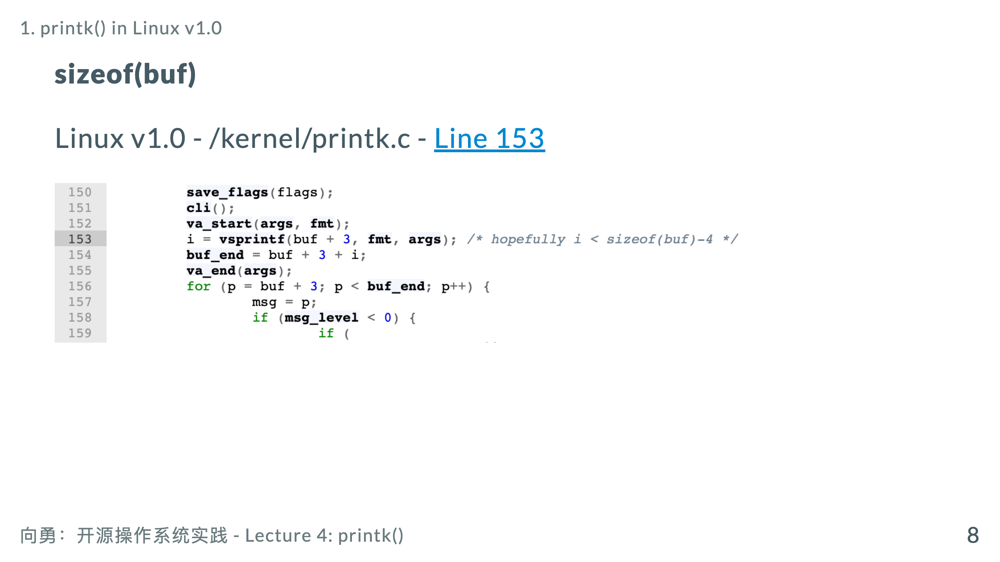 1. printk() in Linux v1.0
sizeof(buf)
Linux v1.0 - /kernel/printk.c - Line 153
150 save_flags(flags);
151 cli();
152 va_start(args, fmt);
153 i = vsprintf(buf + 3, fmt, args); /* hopefully i < sizeof(buf)-4 */
154 buf_end = buf + 3 + i;
155 va_end(args);
156 for (p = buf + 3; p < buf_end; p++) {
157 msg = p;
158 if (msg_level < 0) {
159 if (
向勇：开源操作系统实践 - Lecture 4: printk()
8